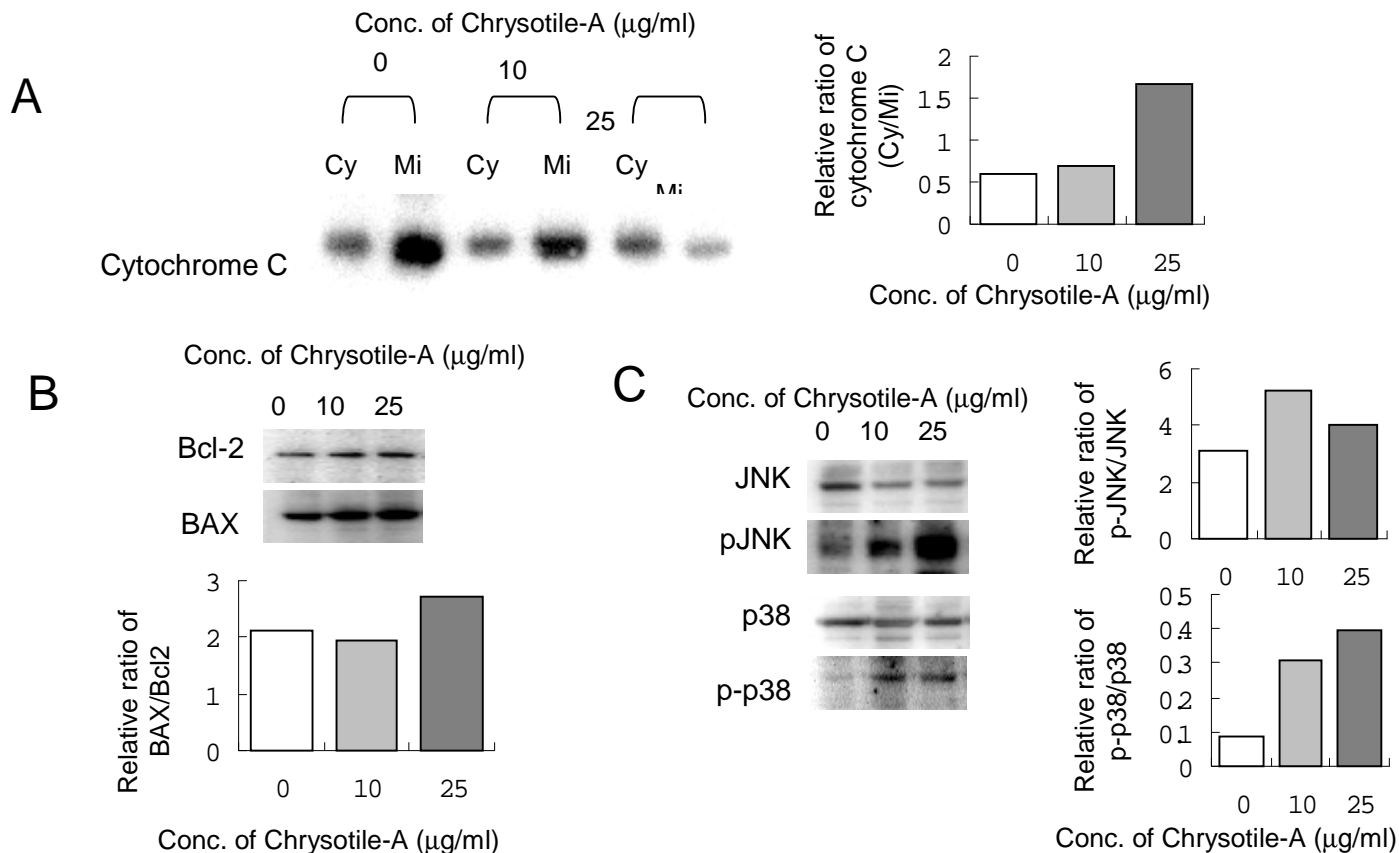 A
Conc. of Chrysotile-A (μg/ml)
0
10
25
Cy Mi Cy Mi Cy Mi
Cytochrome C
Relative ratio of
cytochrome C
(Cy/Mi)
2
1.5
1
0.5
0
0 10 25
Conc. of Chrysotile-A (μg/ml)
B
Conc. of Chrysotile-A (μg/ml)
0 10 25
Bcl-2
BAX
Relative ratio of
BAX/Bcl2
3
2
1
0
0 10 25
Conc. of Chrysotile-A (μg/ml)
C
Conc. of Chrysotile-A (μg/ml)
0 10 25
JNK
pJNK
p38
p-p38
Relative ratio of
p-JNK/JNK
6
4
2
0
0 10 25
Relative ratio of
p-p38/p38
0.5
0.4
0.3
0.2
0.1
0
0 10 25
Conc. of Chrysotile-A (μg/ml)